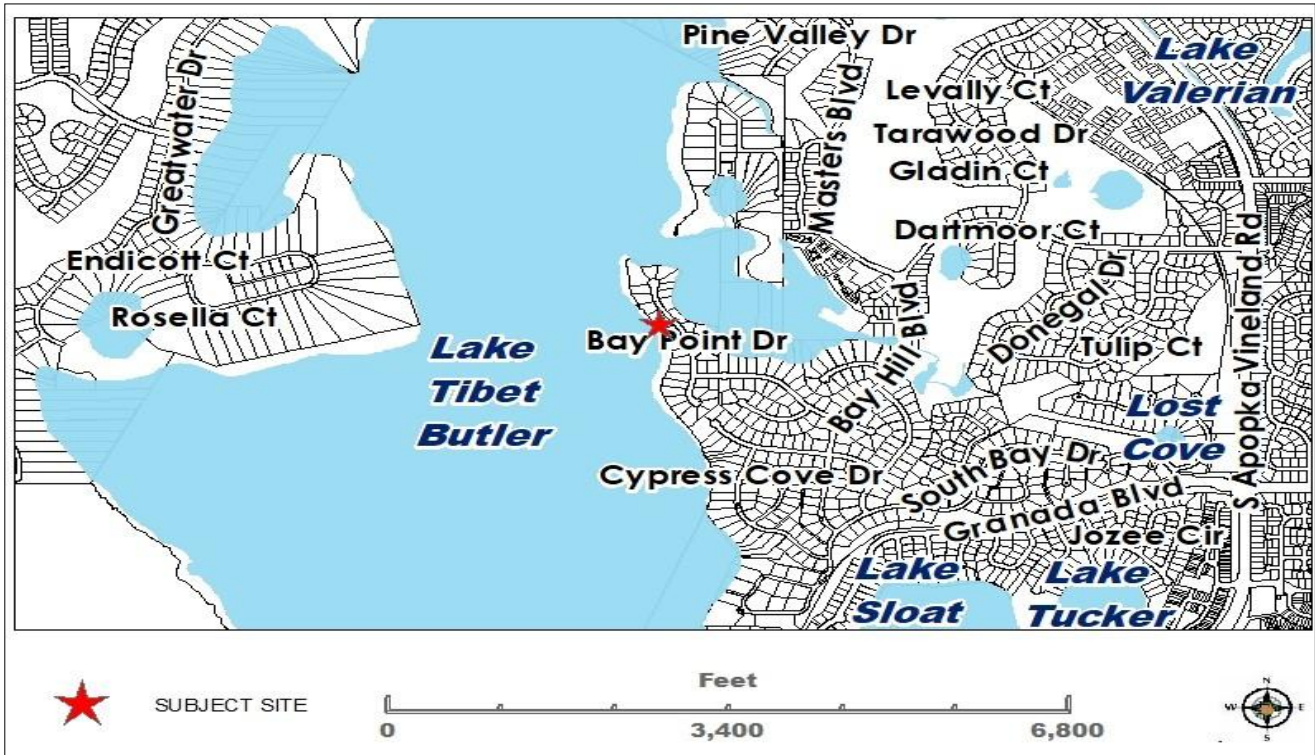 Pine Valley Dr
Lake
Valerian
Greatwater Dr
Masters Blvd
Levally Ct
Tarawood Dr
Gladin Ct
Dartmoor Ct
Endicott Ct
Rosella Ct
Bay Point Dr
Donegal Dr
Tulip Ct
S Apopka-Vineland Rd
Lake
Tibet
Butler
Bay Hill Blvd
Lost
Cove
Cypress Cove Dr
South Bay Dr
Granada Blvd
Jozee Cir
Lake
Sloat
Lake
Tucker
SUBJECT SITE
Feet
0
3,400
6,800
N
W
E
S